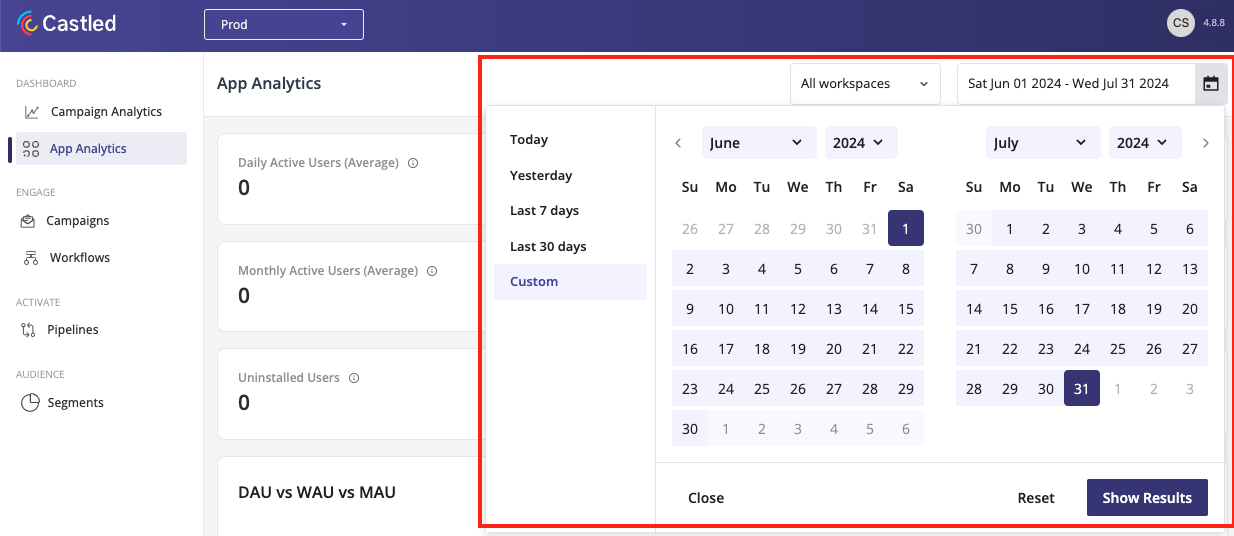 Castled
Prod
CS
4.8.8
DASHBOARD
Campaign Analytics
App Analytics
ENGAGE
Campaigns
Workflows
ACTIVATE
Pipelines
AUDIENCE
Segments
App Analytics
All workspaces
Sat Jun 01 2024 - Wed Jul 31 2024
Daily Active Users (Average)
0
Monthly Active Users (Average)
0
Uninstalled Users
0
DAU vs WAU vs MAU
Today
Yesterday
Last 7 days
Last 30 days
Custom
June 2024
Su Mo Tu We Th Fr Sa
26 27 28 29 30 31 1
2 3 4 5 6 7 8
9 10 11 12 13 14 15
16 17 18 19 20 21 22
23 24 25 26 27 28 29
30 1 2 3 4 5 6
July 2024
Su Mo Tu We Th Fr Sa
30 1 2 3 4 5 6
7 8 9 10 11 12 13
14 15 16 17 18 19 20
21 22 23 24 25 26 27
28 29 30 31 1 2 3
Close
Reset
Show Results